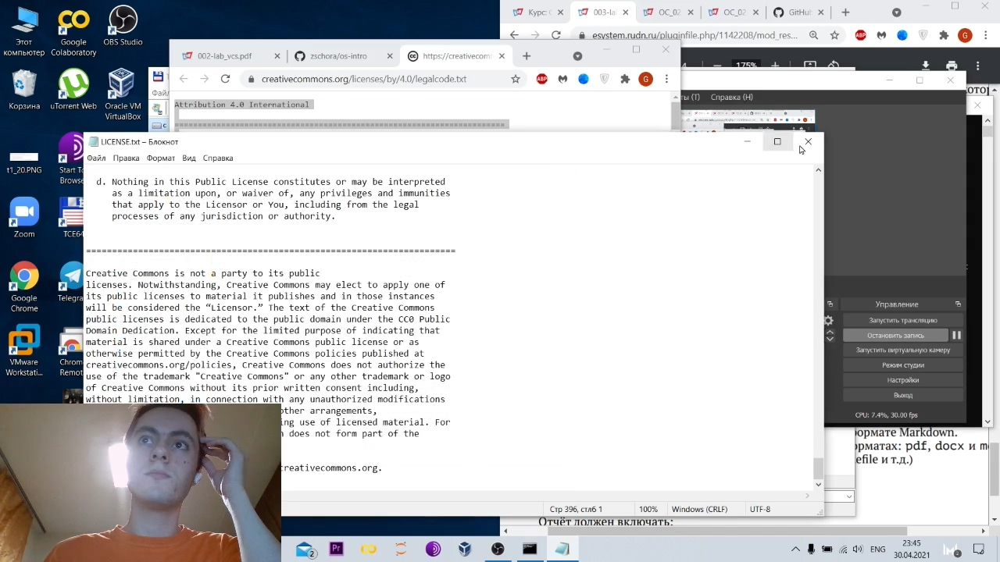 Этот компьютер
Google Colaboratory
OBS Studio
Корзина
uTorrent Web
Oracle VM VirtualBox
t1_20.PNG
Start To
Zoom
TCE64
Google Chrome
Telegra
VMware Workstati...
Chrom
Remot
002-lab_vcs.pdf
zschora/os-intro
https://creativecom
creativecommons.org/licenses/by/4.0/legalcode.txt
Attribution 4.0 International
=======================================================================
Курс:
003-la
ОС_02
ОС_02
GitHub
esystem.rudn.ru/pluginfile.php/1142208/mod_res...
175%
Файл
ты (T)
Справка (H)
LICENSE.txt – Блокнот
Файл
Правка
Формат
Вид
Справка
d. Nothing in this Public License constitutes or may be interpreted
as a limitation upon, or waiver of, any privileges and immunities
that apply to the Licensor or You, including from the legal
processes of any jurisdiction or authority.
=======================================================================
Creative Commons is not a party to its public
licenses. Notwithstanding, Creative Commons may elect to apply one of
its public licenses to material it publishes and in those instances
will be considered the “Licensor.” The text of the Creative Commons
public licenses is dedicated to the public domain under the CC0 Public
Domain Dedication. Except for the limited purpose of indicating that
material is shared under a Creative Commons public license or as
otherwise permitted by the Creative Commons policies published at
creativecommons.org/policies, Creative Commons does not authorize the
use of the trademark "Creative Commons" or any other trademark or logo
of Creative Commons without its prior written consent including,
without limitation, in connection with any unauthorized modifications
other arrangements,
ing use of licensed material. For
does not form part of the
creativecommons.org.
Стр 396, стлб 1
100%
Windows (CRLF)
UTF-8
Управление
Запустить трансляцию
Остановить запись
Запустить виртуальную камеру
Режим студии
Настройки
Выход
CPU: 7.4%, 30.00 fps
формате Markdown.
орматах: pdf, docx и m
efile и т.д.)
Отчёт должен включать:
ENG
23:45
30.04.2021